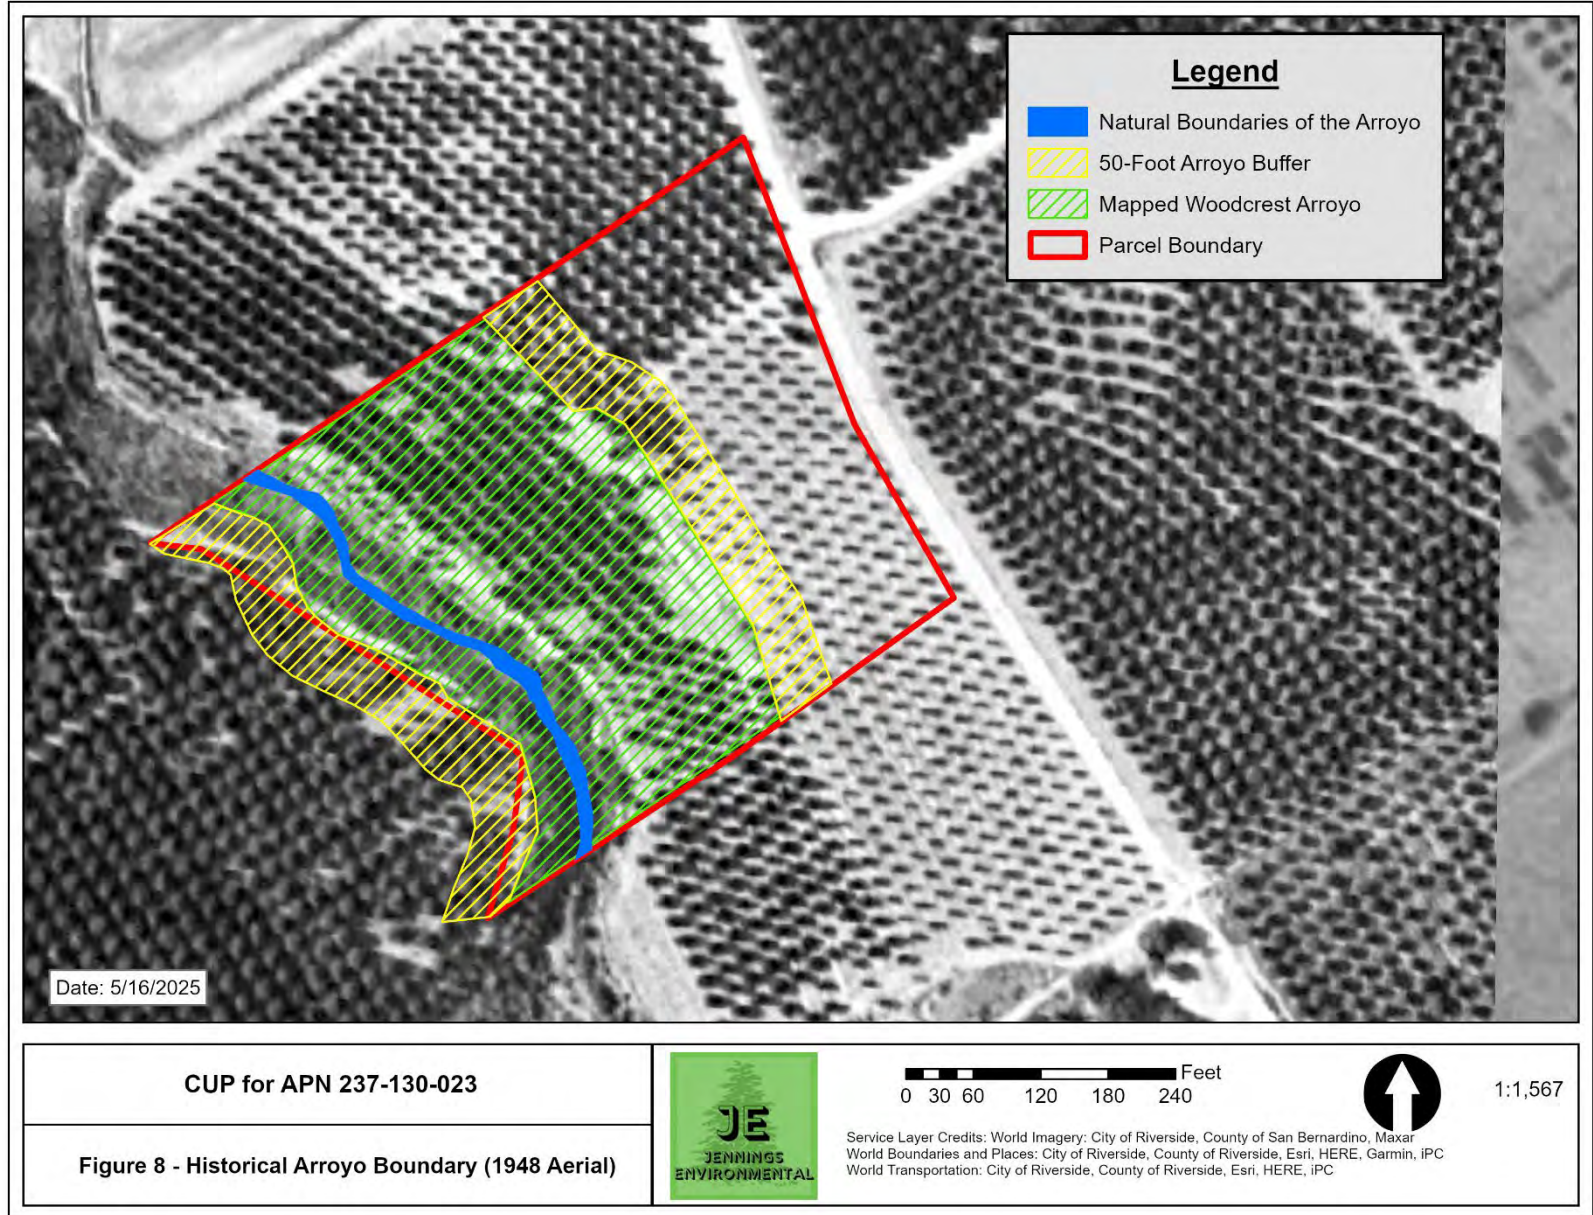 Legend
Natural Boundaries of the Arroyo
50-Foot Arroyo Buffer
Mapped Woodcrest Arroyo
Parcel Boundary
Date: 5/16/2025
CUP for APN 237-130-023
Figure 8 - Historical Arroyo Boundary (1948 Aerial)
JE
JENNINGS
ENVIRONMENTAL
Feet
0 30 60 120 180 240
1:1,567
Service Layer Credits: World Imagery: City of Riverside, County of San Bernardino, Maxar
World Boundaries and Places: City of Riverside, County of Riverside, Esri, HERE, Garmin, iPC
World Transportation: City of Riverside, County of Riverside, Esri, HERE, iPC